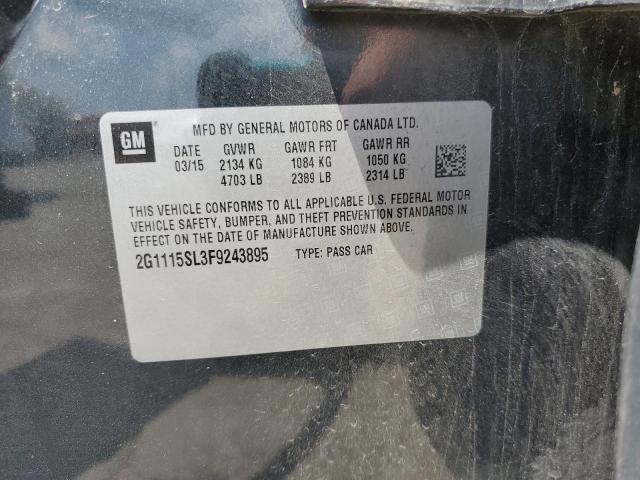 GM
MFD BY GENERAL MOTORS OF CANADA LTD.
DATE GVWR GAWR FRT GAWR RR
03/15 2134 KG 1084 KG 1050 KG
4703 LB 2389 LB 2314 LB
THIS VEHICLE CONFORMS TO ALL APPLICABLE U.S. FEDERAL MOTOR
VEHICLE SAFETY, BUMPER, AND THEFT PREVENTION STANDARDS IN
EFFECT ON THE DATE OF MANUFACTURE SHOWN ABOVE.
2G1115SL3F9243895 TYPE: PASS CAR